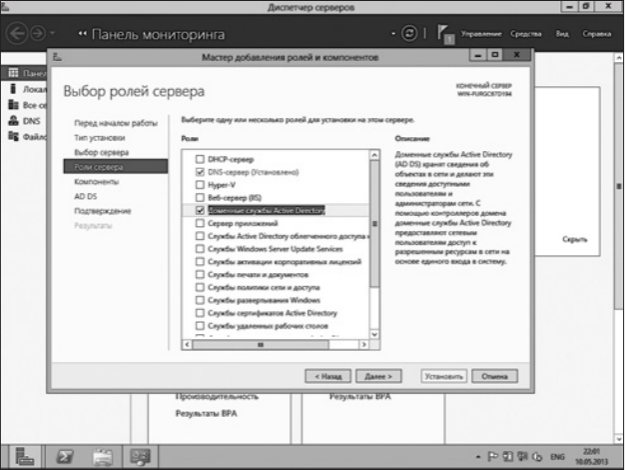 Диспетчер серверов
Панель мониторинга
1
Управление Средства Вид Справка
Мастер добавления ролей и компонентов
Панел
Локал
Все се
DNS
Файло
Выбор ролей сервера
КОНЕЧНЫЙ СЕРВЕР
Перед началом работы
Тип установки
Выбор сервера
Роли сервера
Компоненты
AD DS
Подтверждение
Результаты
Выберите одну или несколько ролей для установки на этом сервере.
Роли
DHCP-сервер
DNS-сервер (Установлено)
Hyper-V
Веб-сервер (IIS)
Доменные службы Active Directory
Сервер приложений
Службы Active Directory облегченного доступа к
Службы Windows Server Update Services
Службы активации корпоративных лицензий
Службы печати и документов
Службы политики сети и доступа
Службы развертывания Windows
Службы сертификатов Active Directory
Службы удаленных рабочих столов
Описание
Доменные службы Active Directory
(AD DS) хранят сведения об
объектах в сети и делают эти
сведения доступными
пользователям и
администраторам сети. С
помощью контроллеров домена
доменные службы Active Directory
предоставляют сетевым
пользователям доступ к
разрешенным ресурсам в сети на
основе единого входа в систему.
Скрыть
< Назад
Далее >
Установить
Отмена
Производительность
Результаты BPA
Результаты BPA
ENG
22:01
10.05.2013